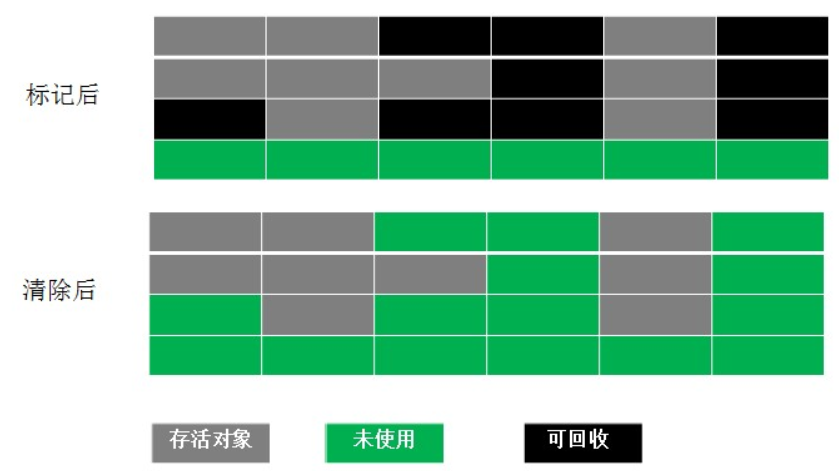 标记后
清除后
存活对象
未使用
可回收